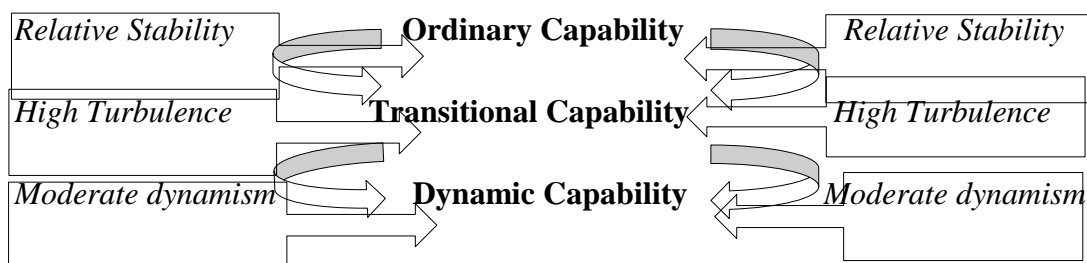 Relative Stability Ordinary Capability Relative Stability
High Turbulence Transitional Capability High Turbulence
Moderate dynamism Dynamic Capability Moderate dynamism